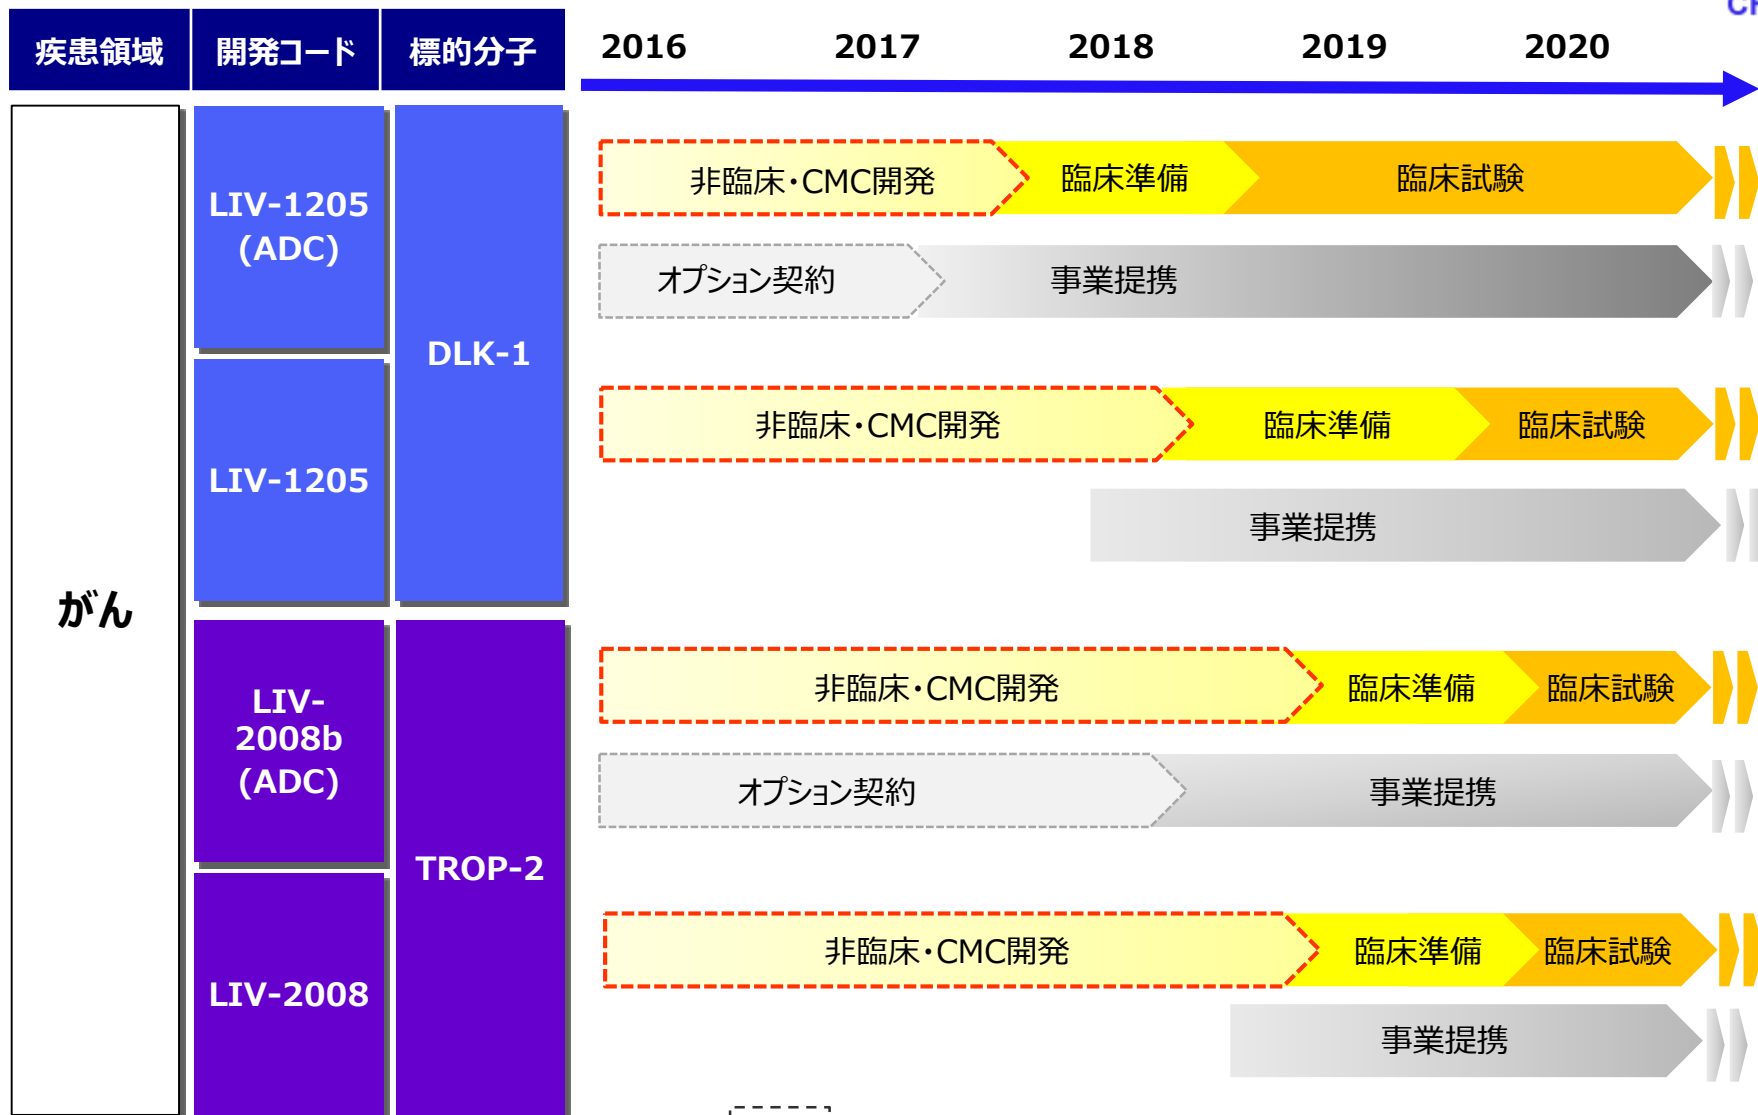 疾患領域 開発コード 標的分子 2016 2017 2018 2019 2020
がん
LIV-1205
(ADC)
DLK-1
非臨床・CMC開発 臨床準備 臨床試験
オプション契約 事業提携
LIV-1205
非臨床・CMC開発 臨床準備 臨床試験
事業提携
LIV-
2008b
(ADC)
TROP-2
非臨床・CMC開発 臨床準備 臨床試験
オプション契約 事業提携
LIV-2008
非臨床・CMC開発 臨床準備 臨床試験
事業提携